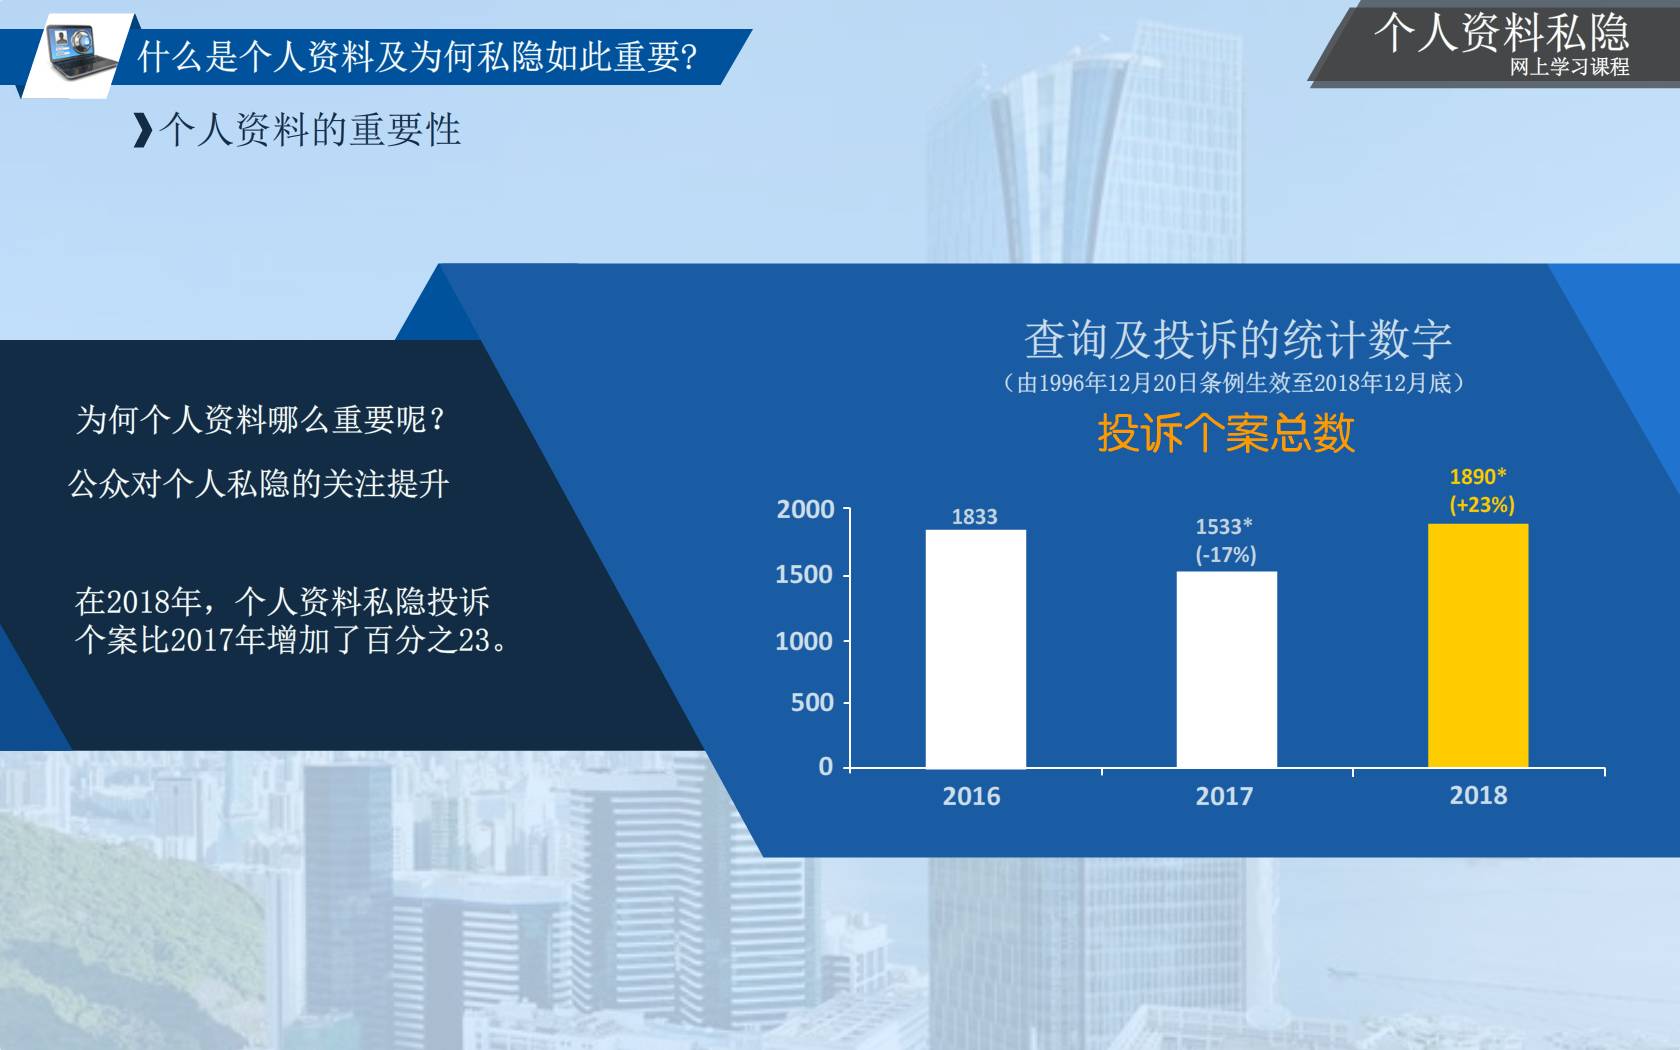 什么是个人资料及为何私隐如此重要?
个人资料私隐
网上学习课程
个人资料的重要性
为何个人资料哪么重要呢？
公众对个人私隐的关注提升
在2018年，个人资料私隐投诉
个案比2017年增加了百分之23。
查询及投诉的统计数字
（由1996年12月20日条例生效至2018年12月底）
投诉个案总数
2000
1500
1000
500
0
1833
1533*
(-17%)
1890*
(+23%)
2016
2017
2018